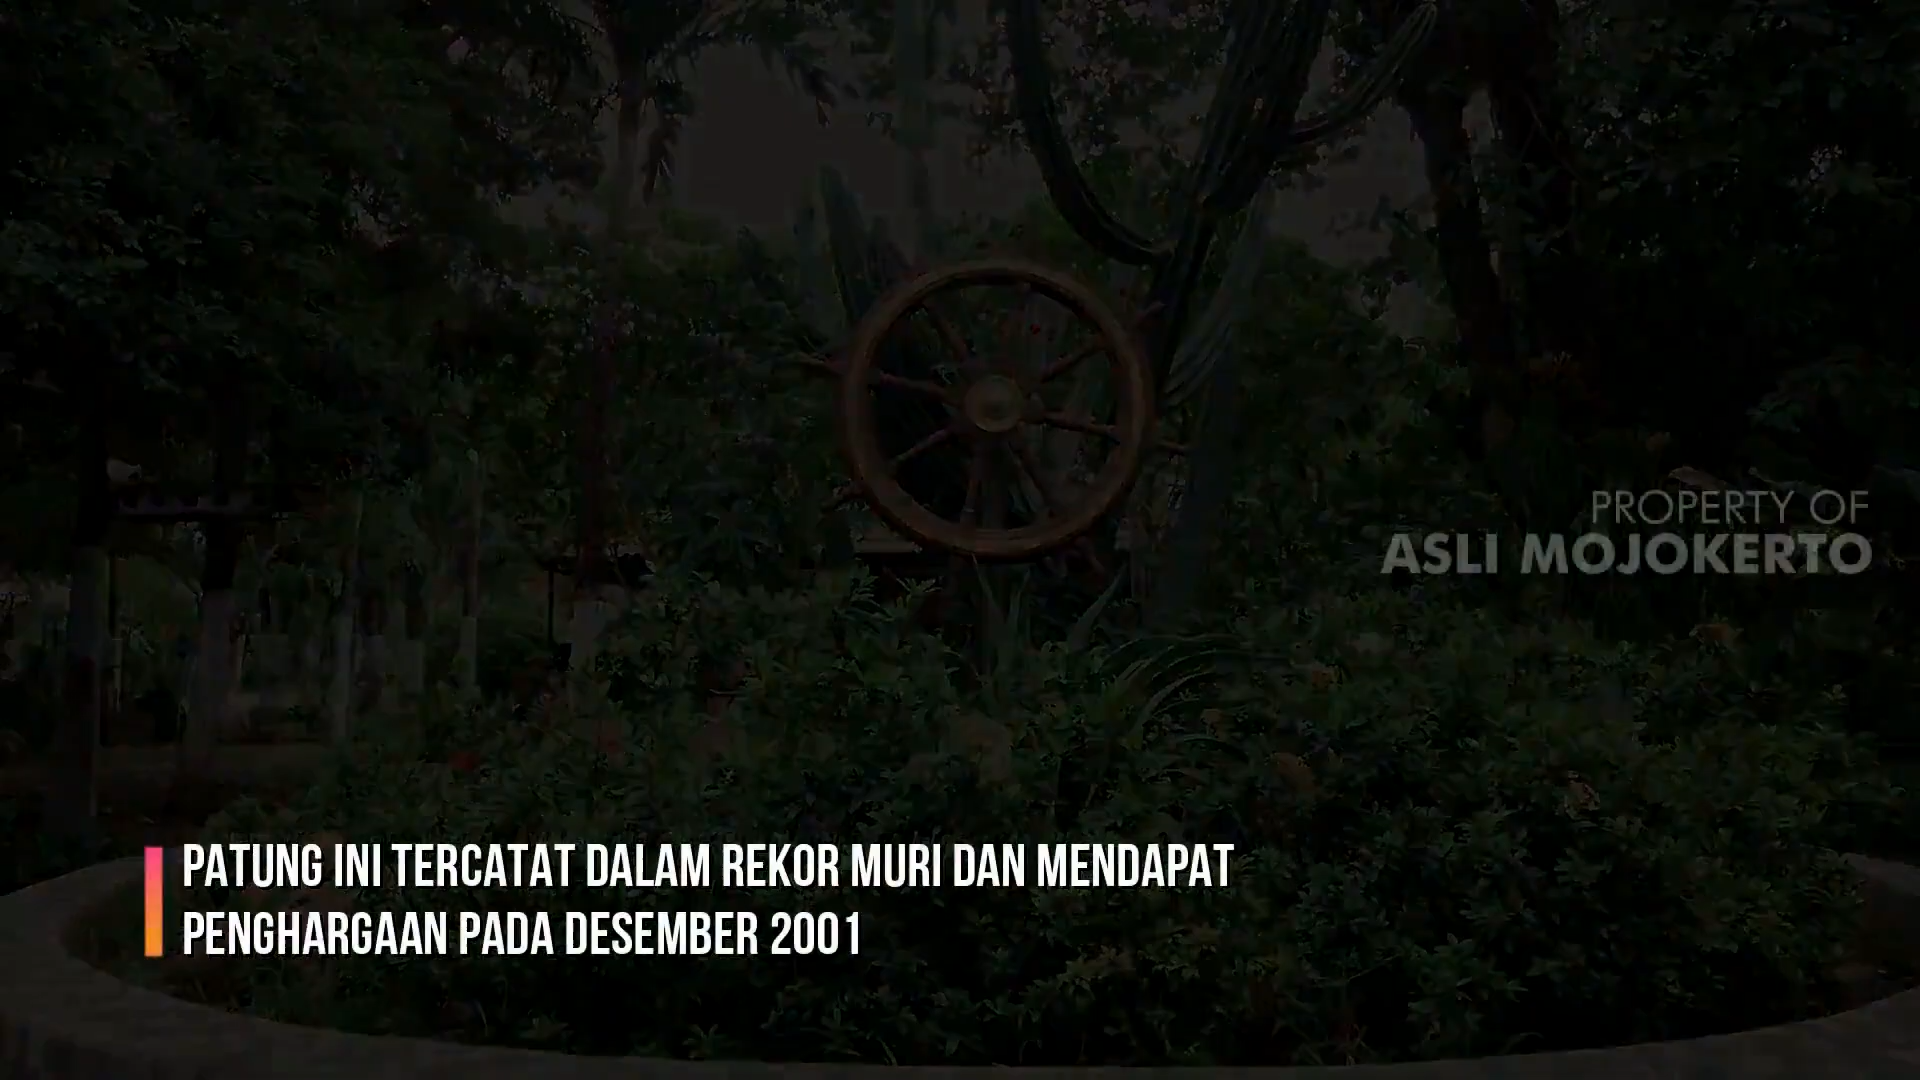 PROPERTY OF
ASLI MOJOKERTO
PATUNG INI TERCATAT DALAM REKOR MURI DAN MENDAPAT
PENGHARGAAN PADA DESEMBER 2001